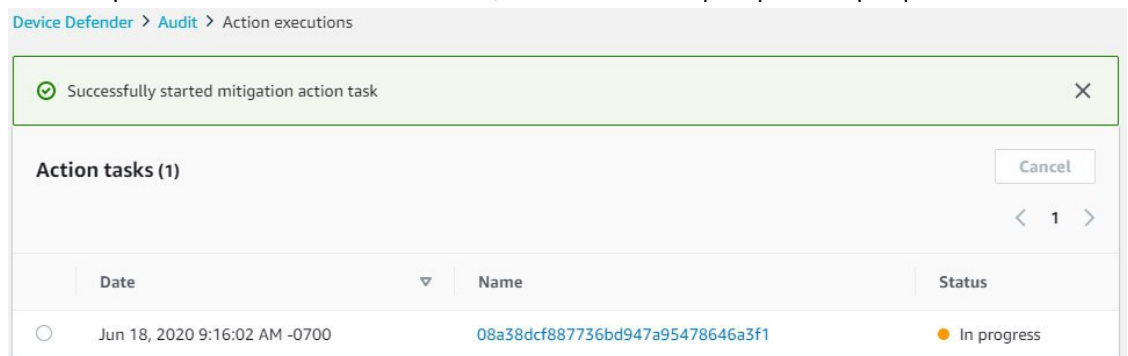 Device Defender > Audit > Action executions
Successfully started mitigation action task
Action tasks (1)
Cancel
< 1 >
Date Name Status
Jun 18, 2020 9:16:02 AM -0700 08a38dcf887736bd947a95478646a3f1 In progress